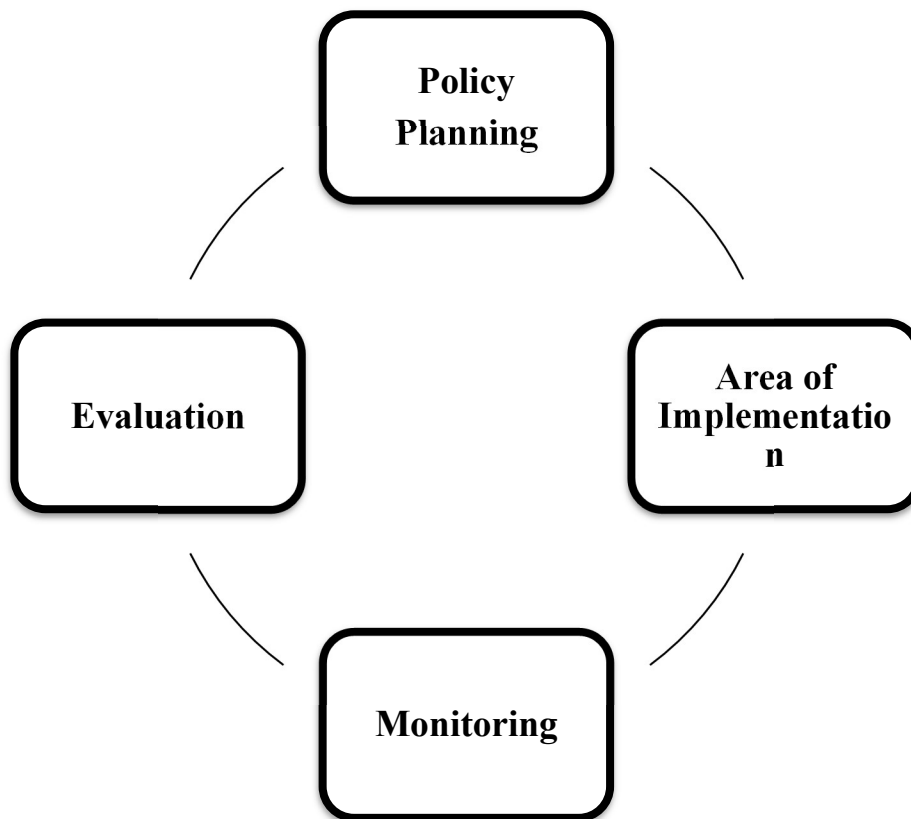 Policy
Planning
Area of
Implementatio
n
Monitoring
Evaluation